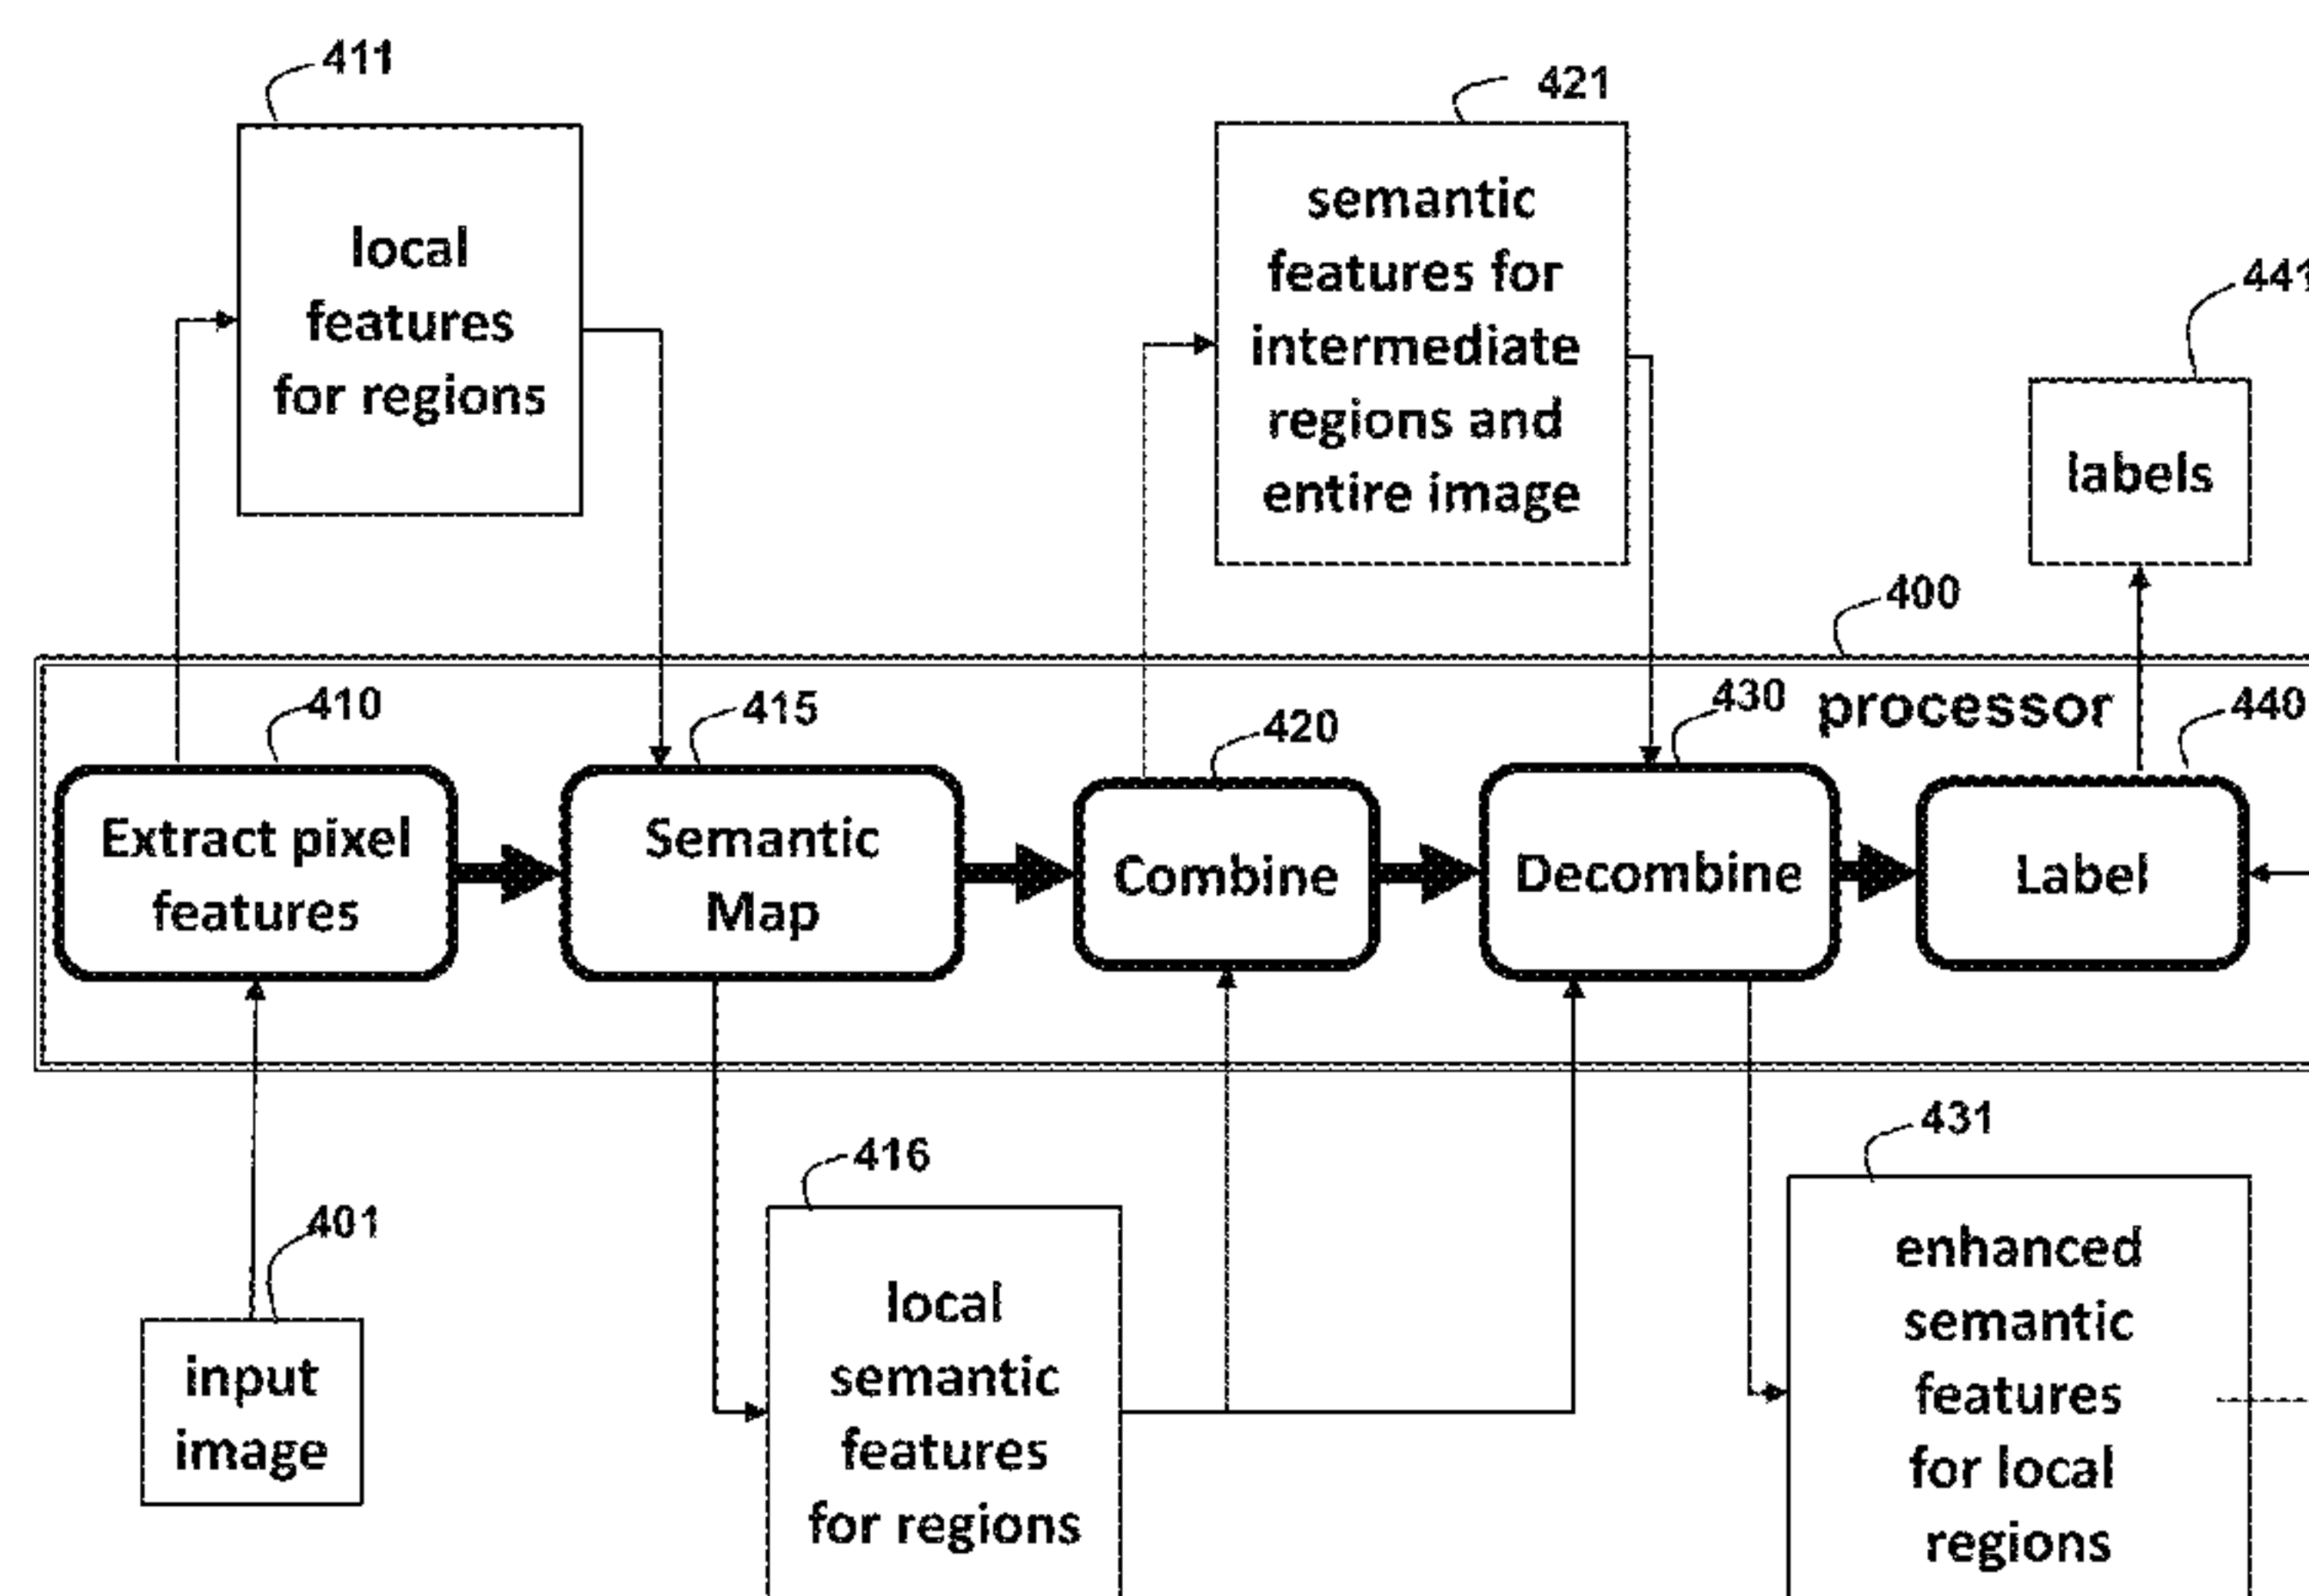 411
local
features
for regions
421
semantic
features for
intermediate
regions and
entire image
441
labels
400
processor
410
Extract pixel
features
415
Semantic
Map
420
Combine
430
Decombine
440
Label
401
input
image
416
local
semantic
features
for regions
431
enhanced
semantic
features
for local
regions